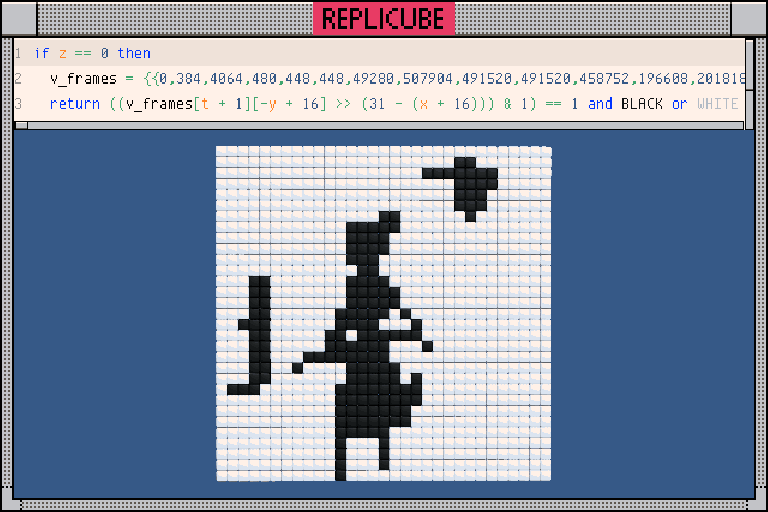 REPLICUBE
1 if z == 0 then
2 v_frames = {{0,384,4064,480,448,448,49280,507904,491520,491520,458752,196608,201818
3 return ((v_frames[t + 1][-y + 16] >> (31 - (x + 16))) & 1) == 1 and BLACK or WHITE